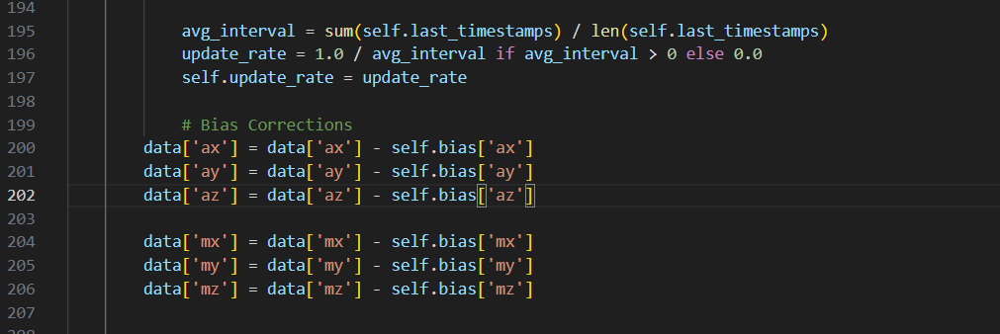 194
195 avg_interval = sum(self.last_timestamps) / len(self.last_timestamps)
196 update_rate = 1.0 / avg_interval if avg_interval > 0 else 0.0
197 self.update_rate = update_rate
198
199 # Bias Corrections
200 data['ax'] = data['ax'] - self.bias['ax']
201 data['ay'] = data['ay'] - self.bias['ay']
202 data['az'] = data['az'] - self.bias['az']
203
204 data['mx'] = data['mx'] - self.bias['mx']
205 data['my'] = data['my'] - self.bias['my']
206 data['mz'] = data['mz'] - self.bias['mz']
207